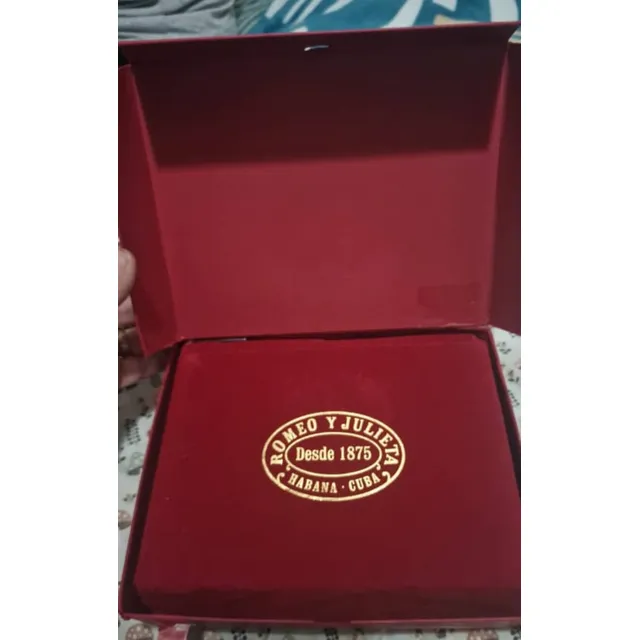 ROMEO Y JULIETA
Desde 1875
HABANA · CUBA